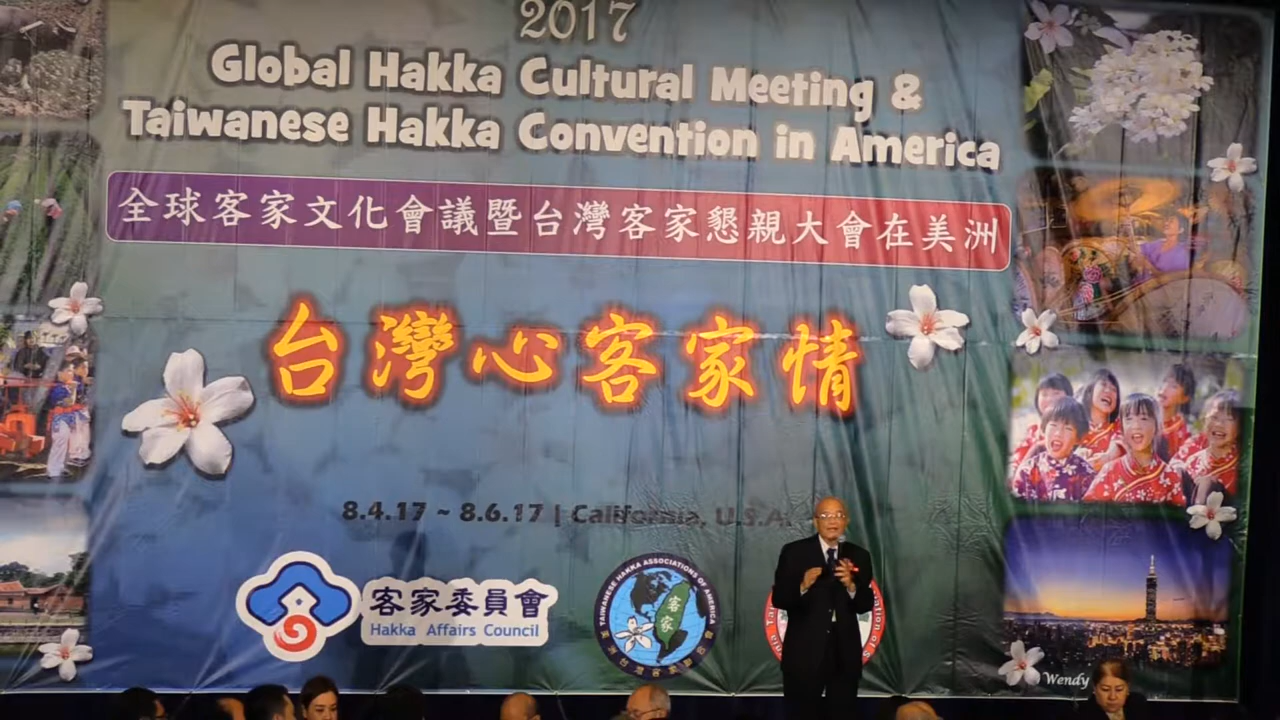 2017
Global Hakka Cultural Meeting &
Taiwanese Hakka Convention in America
全球客家文化會議暨台灣客家懇親大會在美洲
台灣心客家情
8.4.17 ~ 8.6.17 | California, U.S.A.
客家委員會
Hakka Affairs Council
TAIWANESE HAKKA ASSOCIATIONS OF AMERICA
客家
Wendy